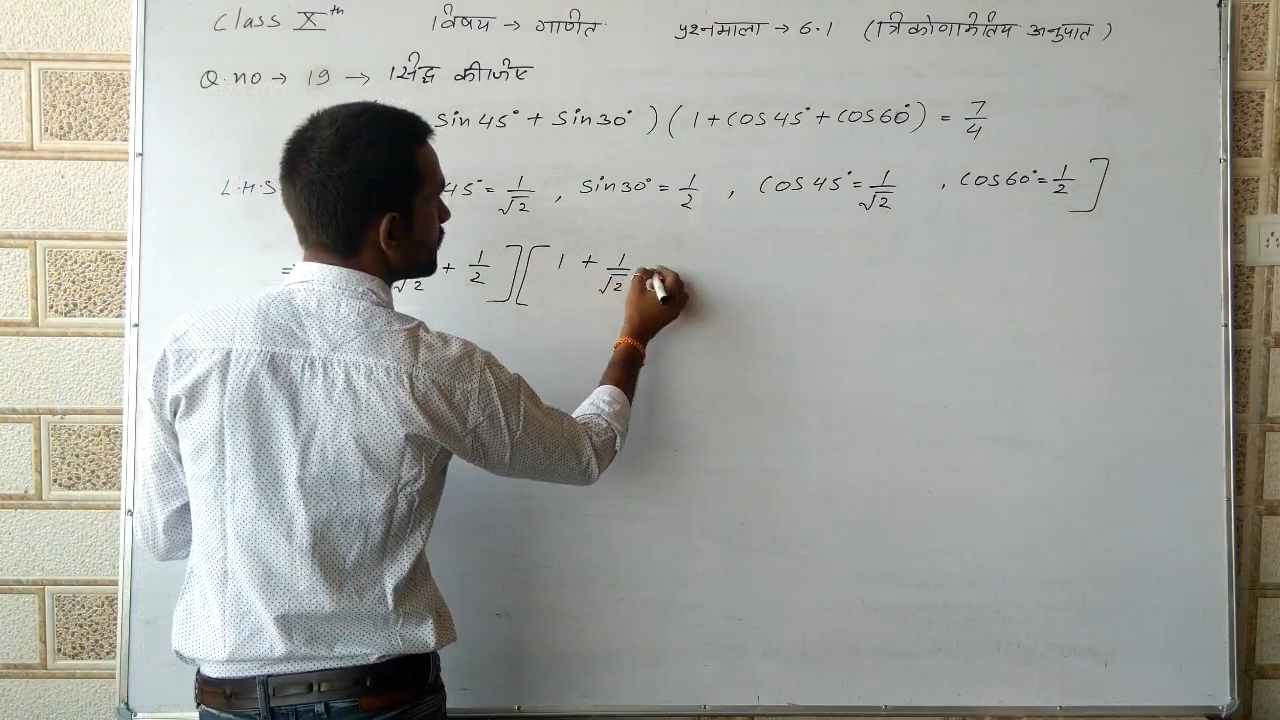 Class Xth विषय → गणित प्रश्नमाला → 6.1 (त्रिकोणमितिय अनुपात)
Q.no → 19 → सिद्ध कीजिए
sin 45° + sin 30° ) ( 1 + cos 45° + cos 60° ) = 7/4
L.H.S 45° = 1/√2 , sin 30° = 1/2 , cos 45° = 1/√2 , cos 60° = 1/2 ]
= √2 + 1/2 ] [ 1 + 1/√2